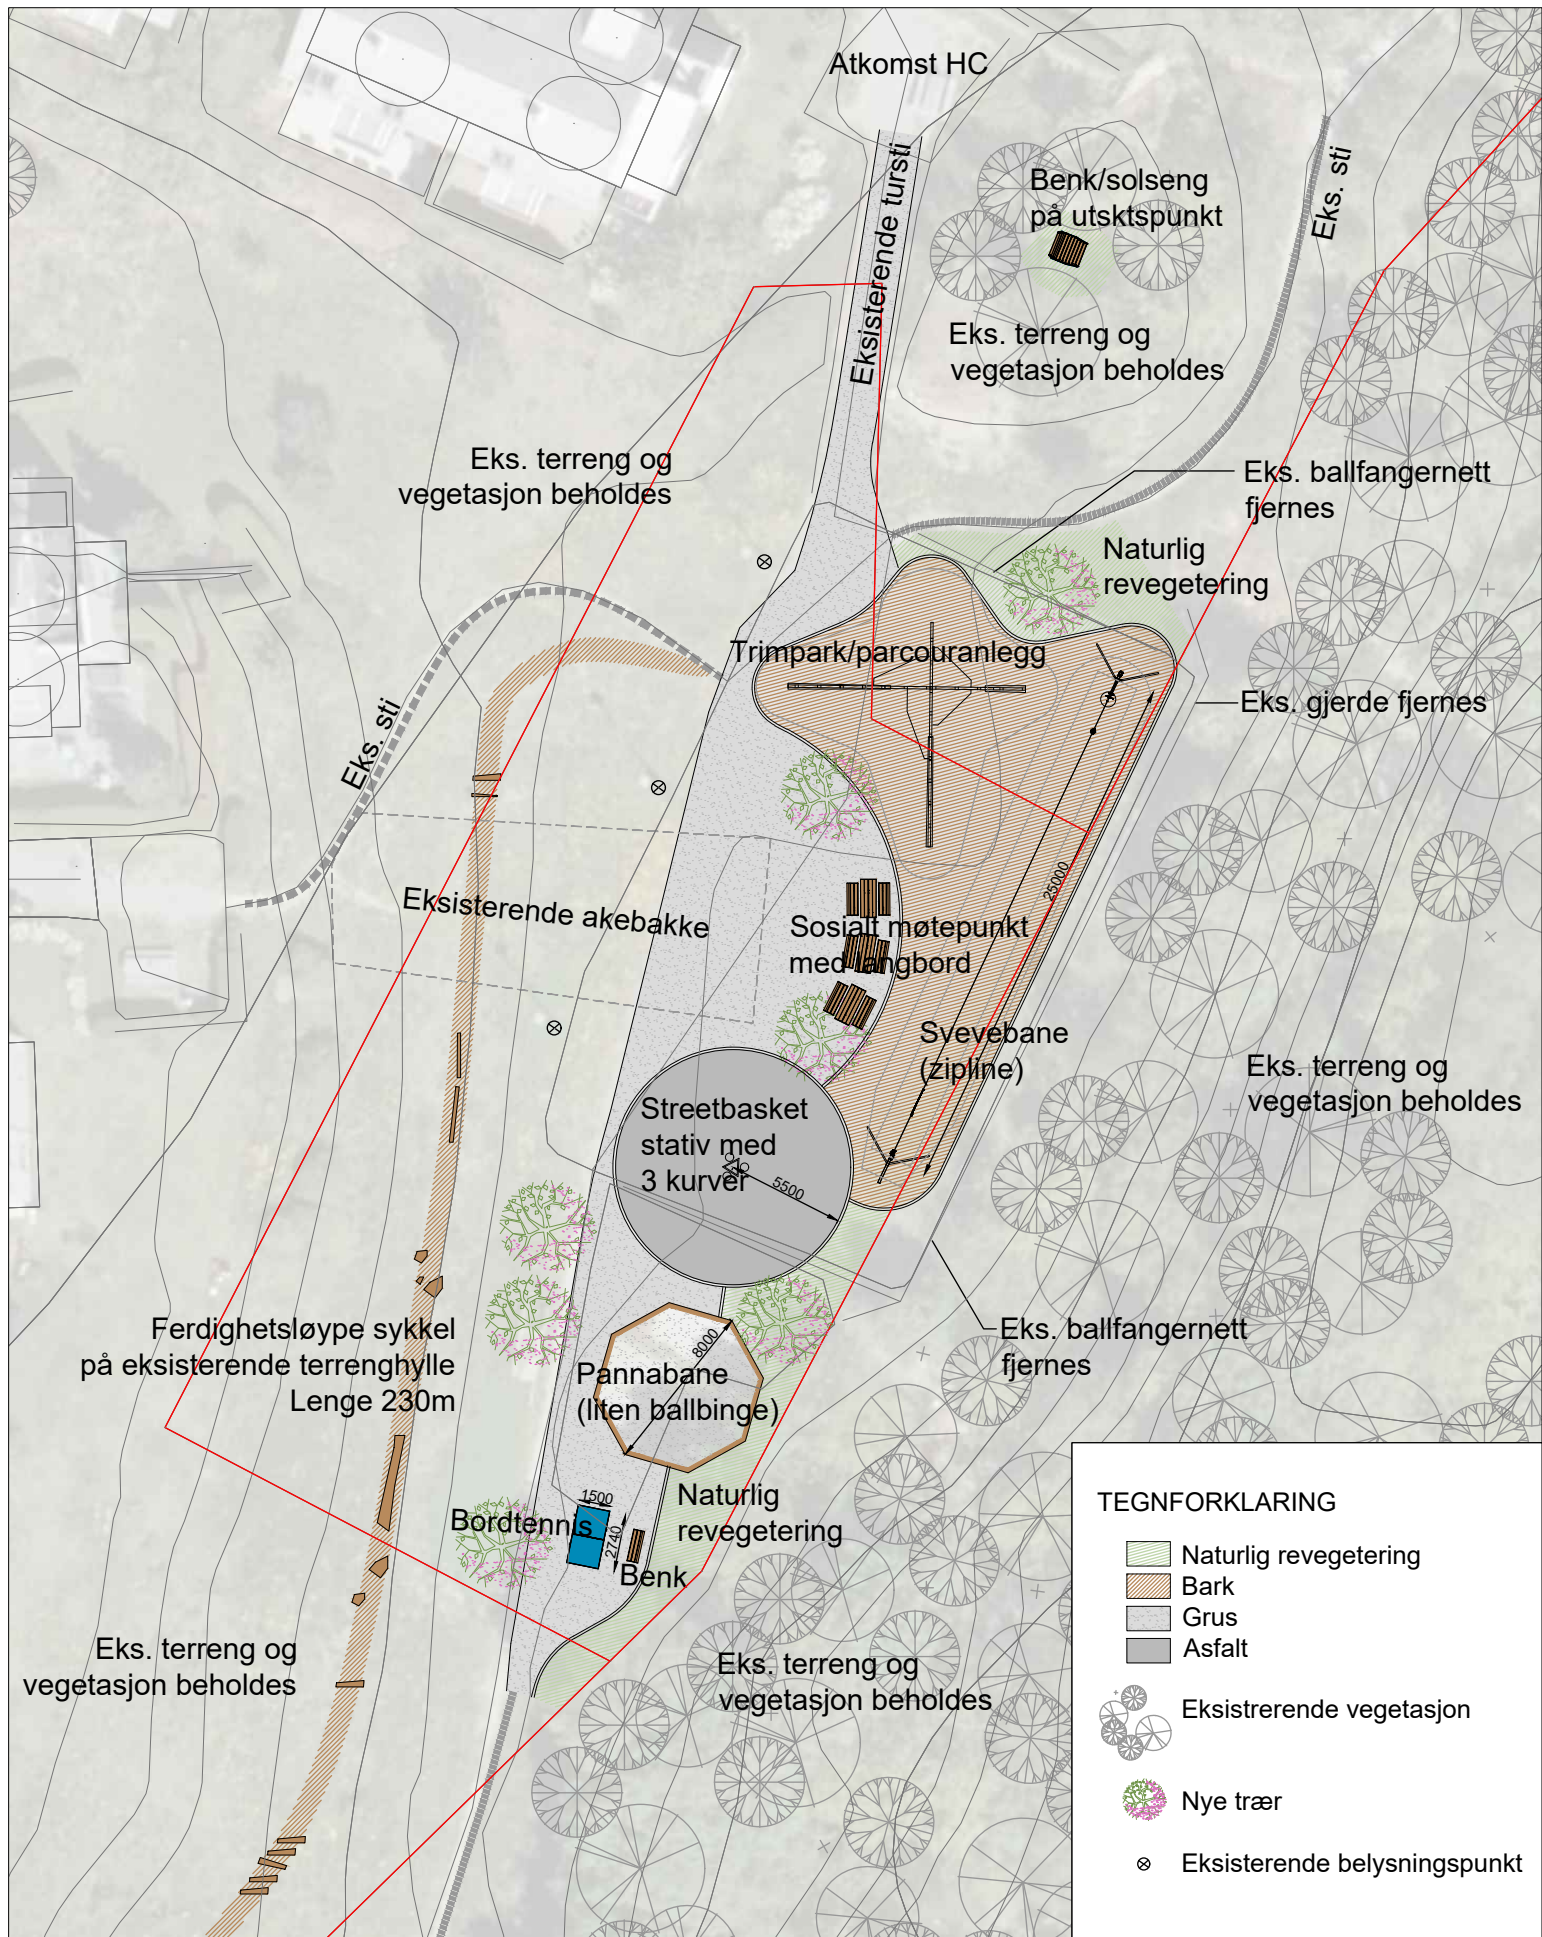 Atkomst HC
Eksisterende tursti
Benk/solseng
på utsktspunkt
Eks. sti
Eks. terreng og
vegetasjon beholdes
Eks. terreng og
vegetasjon beholdes
Eks. ballfangernett
fjernes
Naturlig
revegetering
Trimpark/parcouranlegg
Eks. gjerde fjernes
Eks. sti
25000
Eksisterende akebakke
Sosialt møtepunkt
med langbord
Svevebane
(zipline)
Eks. terreng og
vegetasjon beholdes
Streetbasket
stativ med
3 kurver
5500
Ferdighetsløype sykkel
på eksisterende terrenghylle
Lenge 230m
Eks. ballfangernett
fjernes
8000
Pannabane
(liten ballbinge)
1500
Bordtennis
2740
Benk
Naturlig
revegetering
Eks. terreng og
vegetasjon beholdes
Eks. terreng og
vegetasjon beholdes
TEGNFORKLARING
Naturlig revegetering
Bark
Grus
Asfalt
Eksistrerende vegetasjon
Nye trær
Eksisterende belysningspunkt